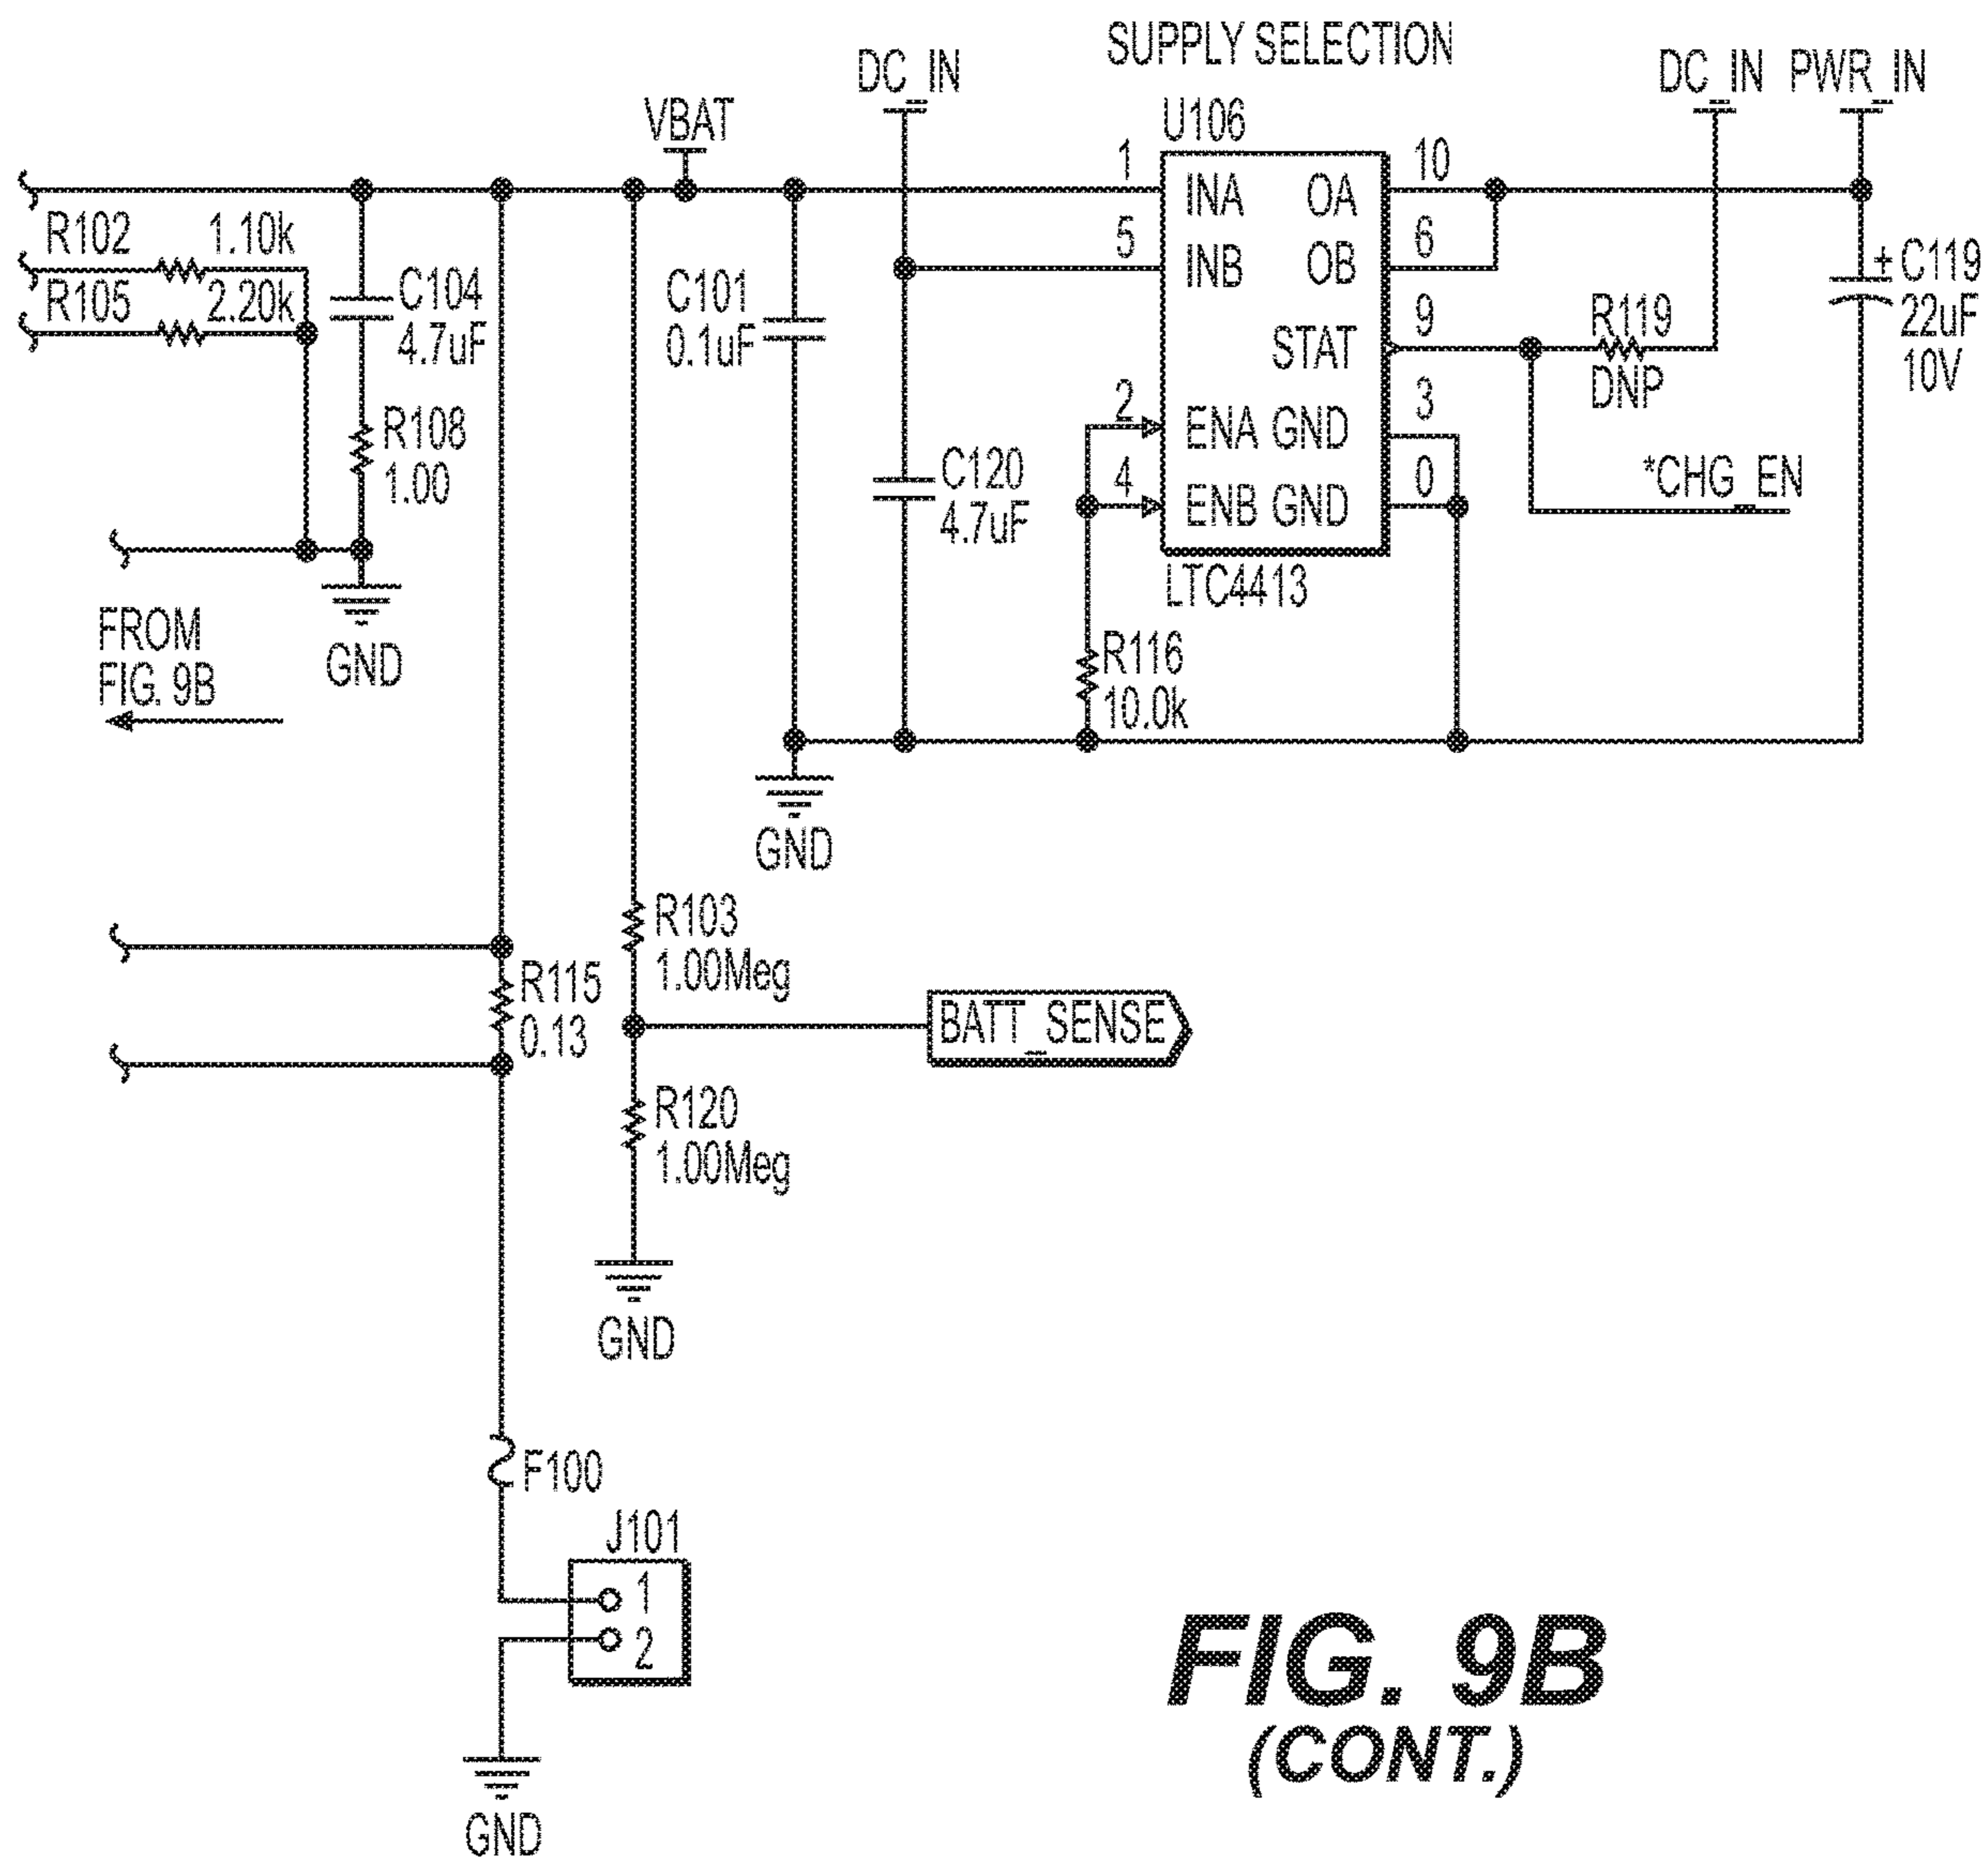 SUPPLY SELECTION
DC_IN
DC_IN PWR_IN
VBAT
U106
1
10
INA OA
R102 1.10k
5
6
INB OB
R105 2.20k
C104
4.7uF
C101
0.1uF
9
STAT
R119
DNP
± C119
22uF
10V
2
3
ENA GND
R108
1.00
4
0
ENB GND
*CHG_EN
C120
4.7uF
LTC4413
FROM
FIG. 9B
GND
R116
10.0k
GND
R103
1.00Meg
R115
0.13
BATT_SENSE
R120
1.00Meg
GND
F100
J101
1
2
GND
FIG. 9B
(CONT.)